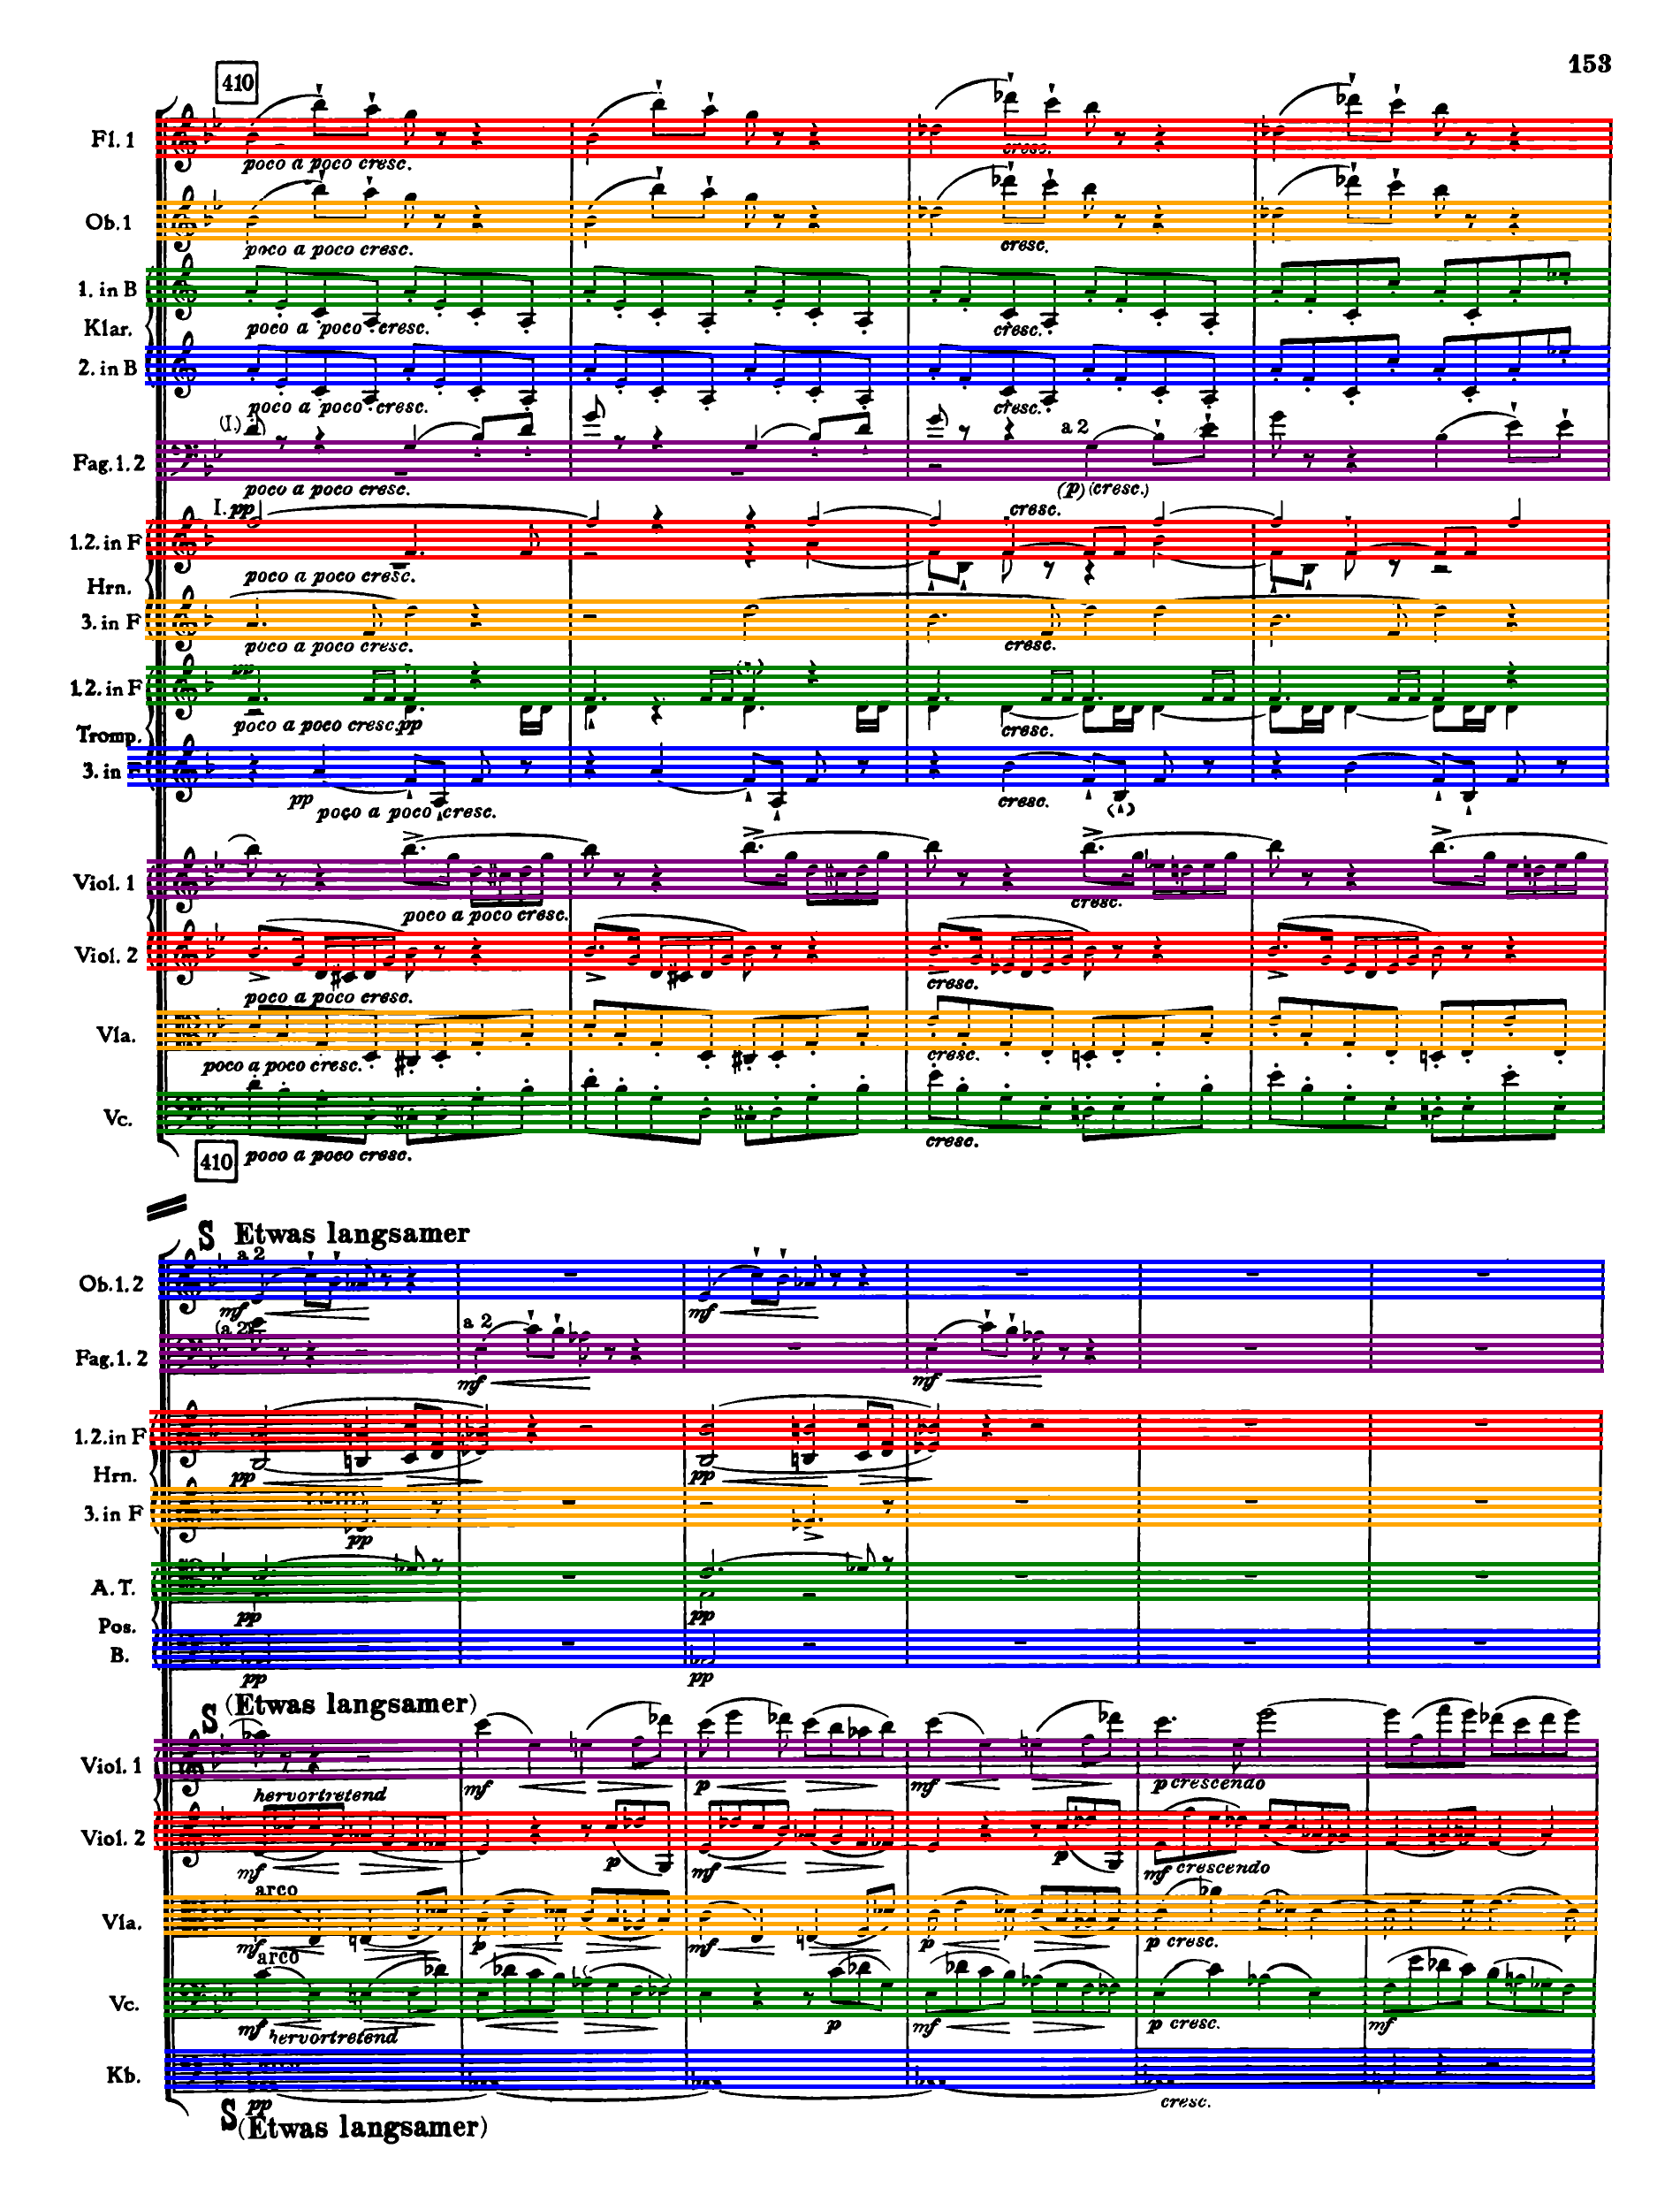 153
410
Fl. 1
poco a poco cresc.
cresc.
Ob. 1
poco a poco cresc.
cresc.
1. in B
poco a poco cresc.
cresc.
Klar.
2. in B
poco a poco cresc.
cresc.
(I.)
a 2
Fag. 1. 2
poco a poco cresc.
(p) (cresc.)
I. pp
cresc.
1.2. in F
poco a poco cresc.
Hrn.
3. in F
poco a poco cresc.
cresc.
pp
1.2. in F
poco a poco cresc. pp
cresc.
Tromp.
3. in F
pp
poco a poco cresc.
cresc.
Viol. 1
poco a poco cresc.
cresc.
Viol. 2
poco a poco cresc.
cresc.
Vla.
poco a poco cresc.
cresc.
Vc.
cresc.
410
poco a poco cresc.
S Etwas langsamer
a 2
Ob. 1. 2
mf mf
(a 2) a 2
Fag. 1. 2
mf mf
1.2. in F
pp pp
Hrn.
3. in F
pp
A. T.
pp pp
Pos.
B.
pp pp
S (Etwas langsamer)
Viol. 1
hervortretend mf p mf p crescendo
Viol. 2
mf p mf p mf crescendo
arco
Vla.
mf p mf p p cresc.
arco
Vc.
mf hervortretend p mf p cresc. mf
Kb.
pp cresc.
S (Etwas langsamer)